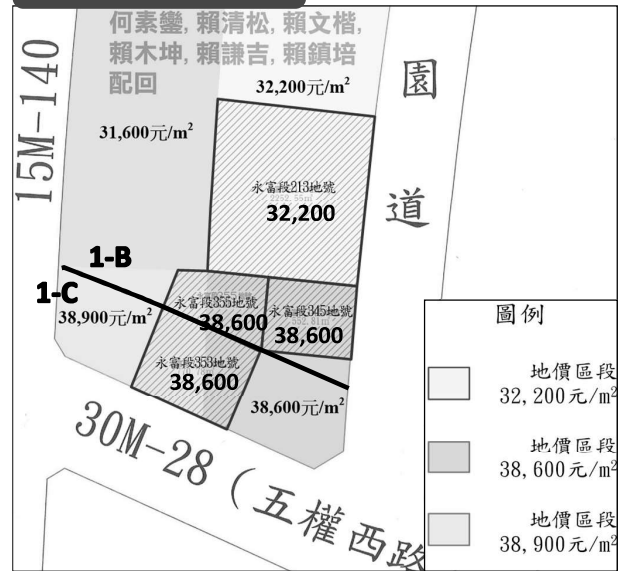 何素鑾, 賴清松, 賴文楷,
賴木坤, 賴謙吉, 賴鎮培
配回
32,200元/m²
園道
15M-140
31,600元/m²
永富段213地號
2252.55㎡
32,200
1-B
1-C
38,900元/m²
永富段355地號
38,600
永富段345地號
552.81㎡
38,600
永富段353地號
38,600
38,600元/m²
30M-28(五權西路
圖例
地價區段
32,200元/m²
地價區段
38,600元/m²
地價區段
38,900元/m²